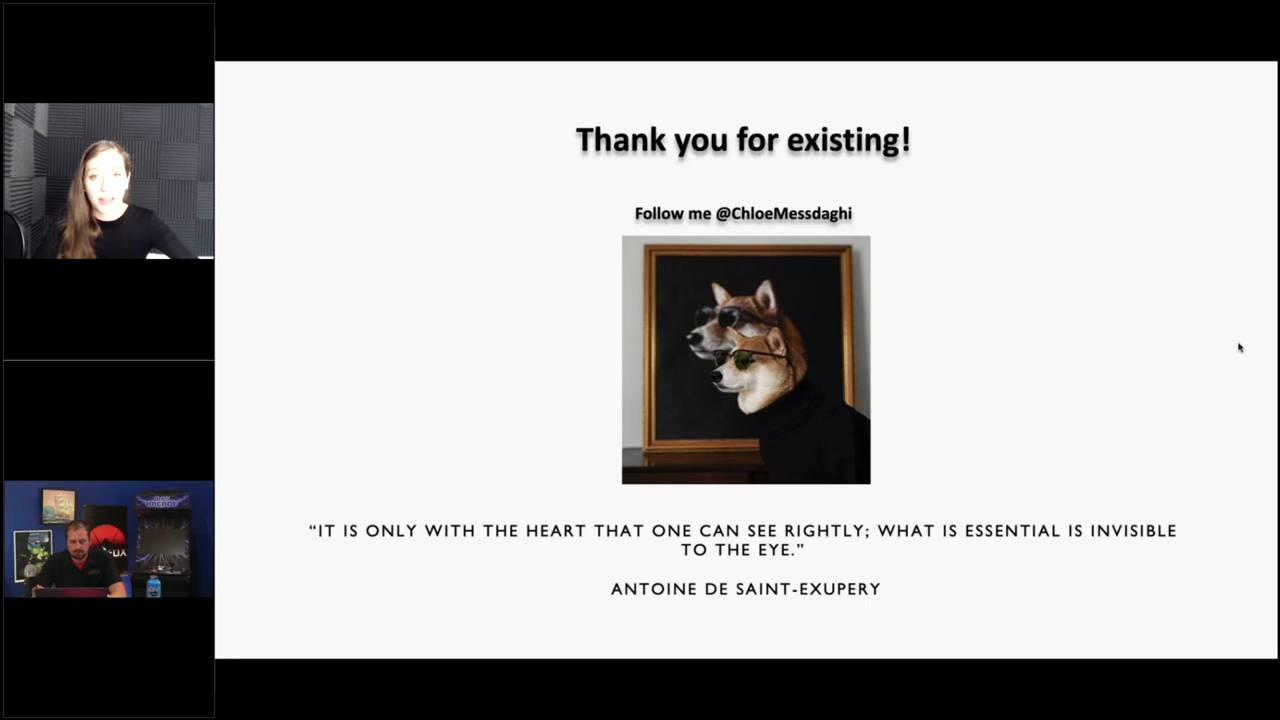 Thank you for existing!
Follow me @ChloeMessdaghi
“IT IS ONLY WITH THE HEART THAT ONE CAN SEE RIGHTLY; WHAT IS ESSENTIAL IS INVISIBLE
TO THE EYE.”
ANTOINE DE SAINT-EXUPERY